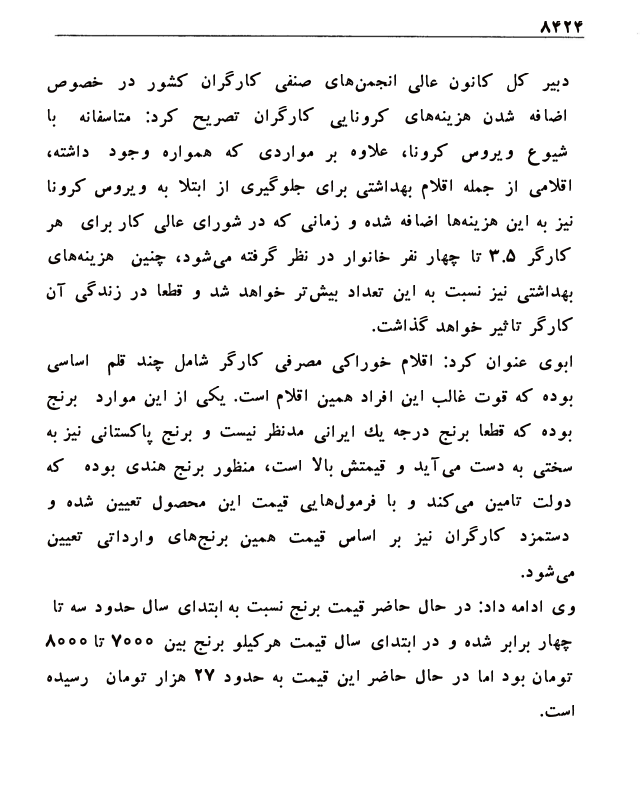 ۸۴۲۴
دبیر کل کانون عالی انجمن‌های صنفی کارگران کشور در خصوص
اضافه شدن هزینه‌های کرونایی کارگران تصریح کرد: متاسفانه با
شیوع ویروس کرونا، علاوه بر مواردی که همواره وجود داشته،
اقلامی از جمله اقلام بهداشتی برای جلوگیری از ابتلا به ویروس کرونا
نیز به این هزینه‌ها اضافه شده و زمانی که در شورای عالی کار برای هر
کارگر ۳.۵ تا چهار نفر خانوار در نظر گرفته می‌شود، چنین هزینه‌های
بهداشتی نیز نسبت به این تعداد بیش‌تر خواهد شد و قطعا در زندگی آن
کارگر تاثیر خواهد گذاشت.
ابوی عنوان کرد: اقلام خوراکی مصرفی کارگر شامل چند قلم اساسی
بوده که قوت غالب این افراد همین اقلام است. یکی از این موارد برنج
بوده که قطعا برنج درجه یك ایرانی مدنظر نیست و برنج پاکستانی نیز به
سختی به دست می‌آید و قیمتش بالا است، منظور برنج هندی بوده که
دولت تامین می‌کند و با فرمول‌هایی قیمت این محصول تعیین شده و
دستمزد کارگران نیز بر اساس قیمت همین برنج‌های وارداتی تعیین
می‌شود.
وی ادامه داد: در حال حاضر قیمت برنج نسبت به ابتدای سال حدود سه تا
چهار برابر شده و در ابتدای سال قیمت هرکیلو برنج بین ۷۰۰۰ تا ۸۰۰۰
تومان بود اما در حال حاضر این قیمت به حدود ۲۷ هزار تومان رسیده
است.